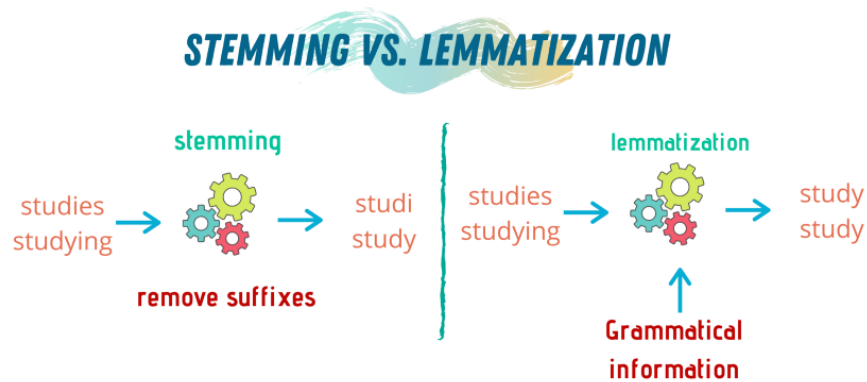 STEMMING VS. LEMMATIZATION
stemming
studies
studying
studi
study
remove suffixes
lemmatization
studies
studying
study
study
Grammatical
information